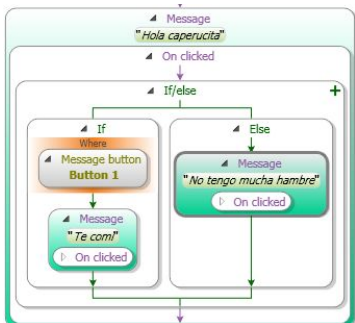 Message
"Hola caperucita"
On clicked
If/else
If
Where
Message button
Button 1
Message
"Te comí"
On clicked
Else
Message
"No tengo mucha hambre"
On clicked